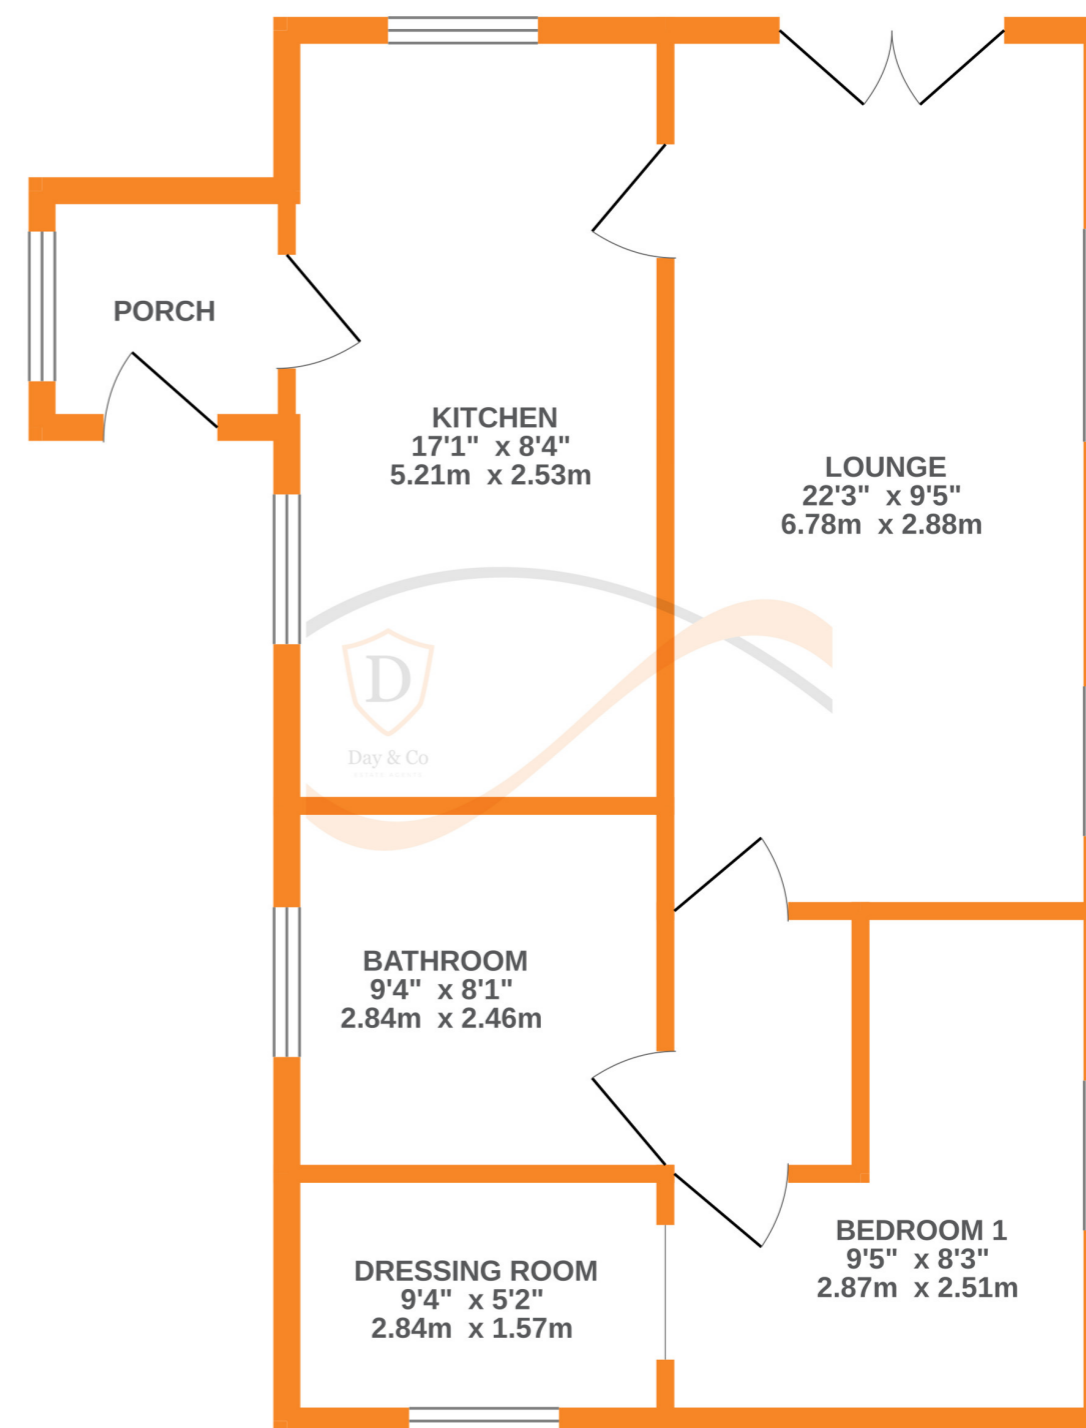 PORCH
KITCHEN
17'1" x 8'4"
5.21m x 2.53m
LOUNGE
22'3" x 9'5"
6.78m x 2.88m
D
Day & Co
BATHROOM
9'4" x 8'1"
2.84m x 2.46m
BEDROOM 1
9'5" x 8'3"
2.87m x 2.51m
DRESSING ROOM
9'4" x 5'2"
2.84m x 1.57m